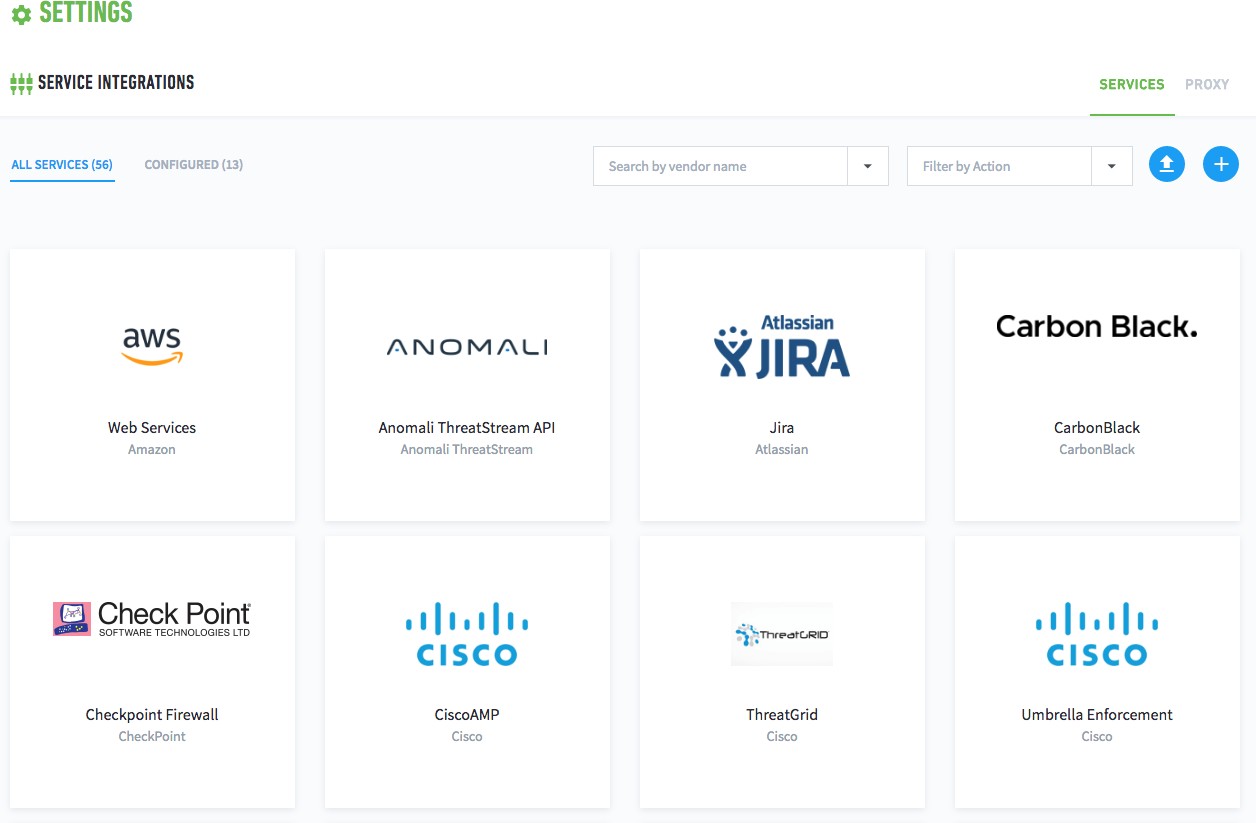 SETTINGS
SERVICE INTEGRATIONS
SERVICES PROXY
ALL SERVICES (56) CONFIGURED (13) Search by vendor name Filter by Action
aws
Web Services
Amazon
ANOMALI
Anomali ThreatStream API
Anomali ThreatStream
Atlassian
JIRA
Jira
Atlassian
Carbon Black.
CarbonBlack
CarbonBlack
Check Point
SOFTWARE TECHNOLOGIES LTD
Checkpoint Firewall
CheckPoint
CISCO
CiscoAMP
Cisco
ThreatGRID
ThreatGrid
Cisco
CISCO
Umbrella Enforcement
Cisco